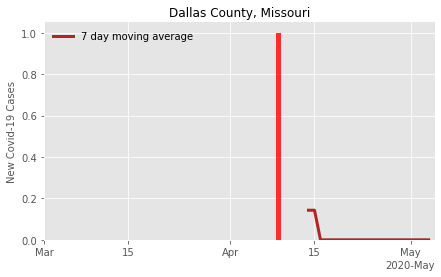 Dallas County, Missouri
7 day moving average
New Covid-19 Cases
1.0
0.8
0.6
0.4
0.2
0.0
Mar 15 Apr 15 May
2020-May